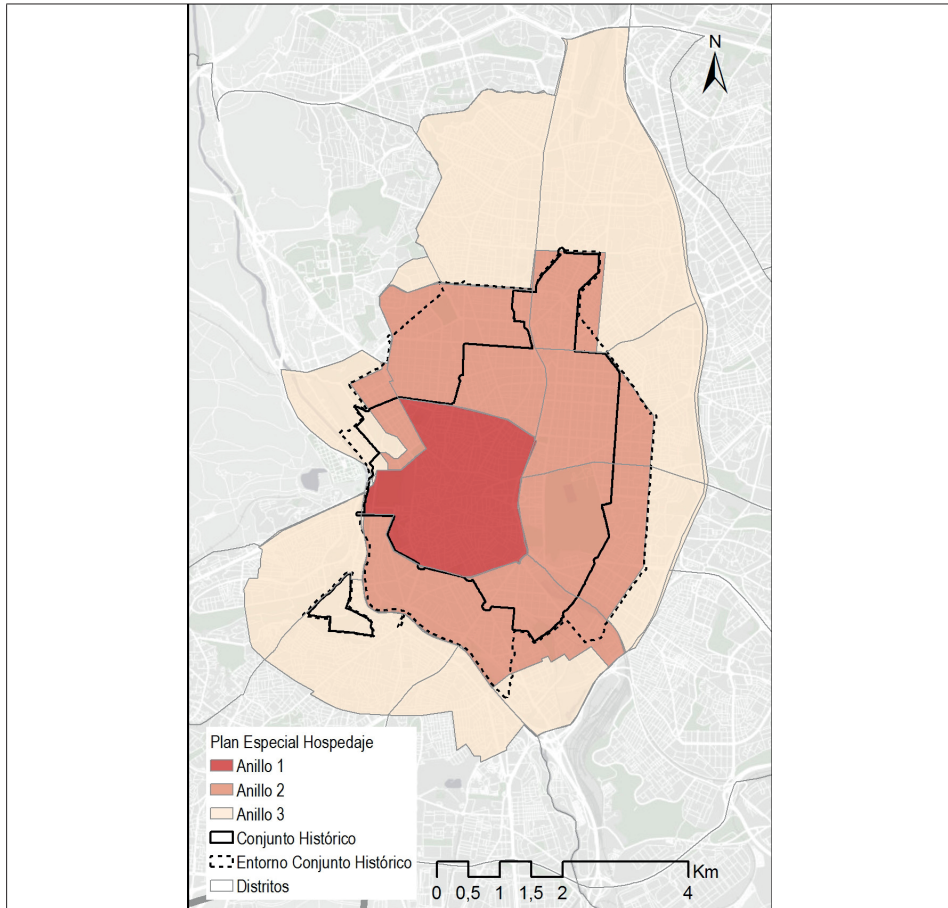 N
Plan Especial Hospedaje
Anillo 1
Anillo 2
Anillo 3
Conjunto Histórico
Entorno Conjunto Histórico
Distritos
Km
0 0,5 1 1,5 2 4